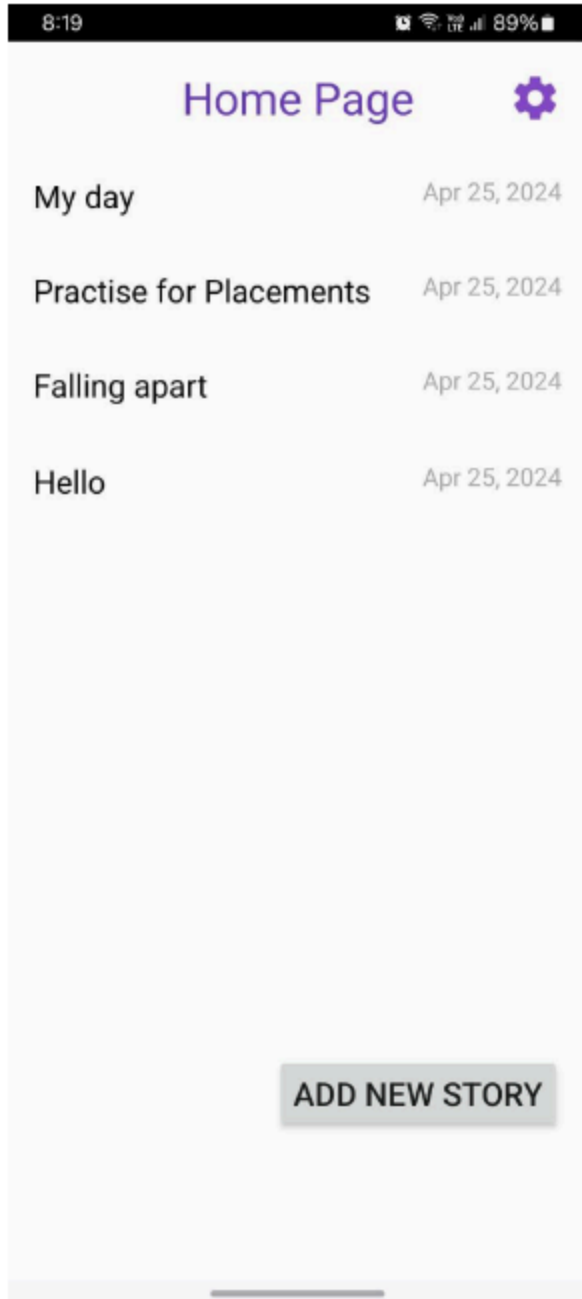 8:19 89%
Home Page
My day Apr 25, 2024
Practise for Placements Apr 25, 2024
Falling apart Apr 25, 2024
Hello Apr 25, 2024
ADD NEW STORY